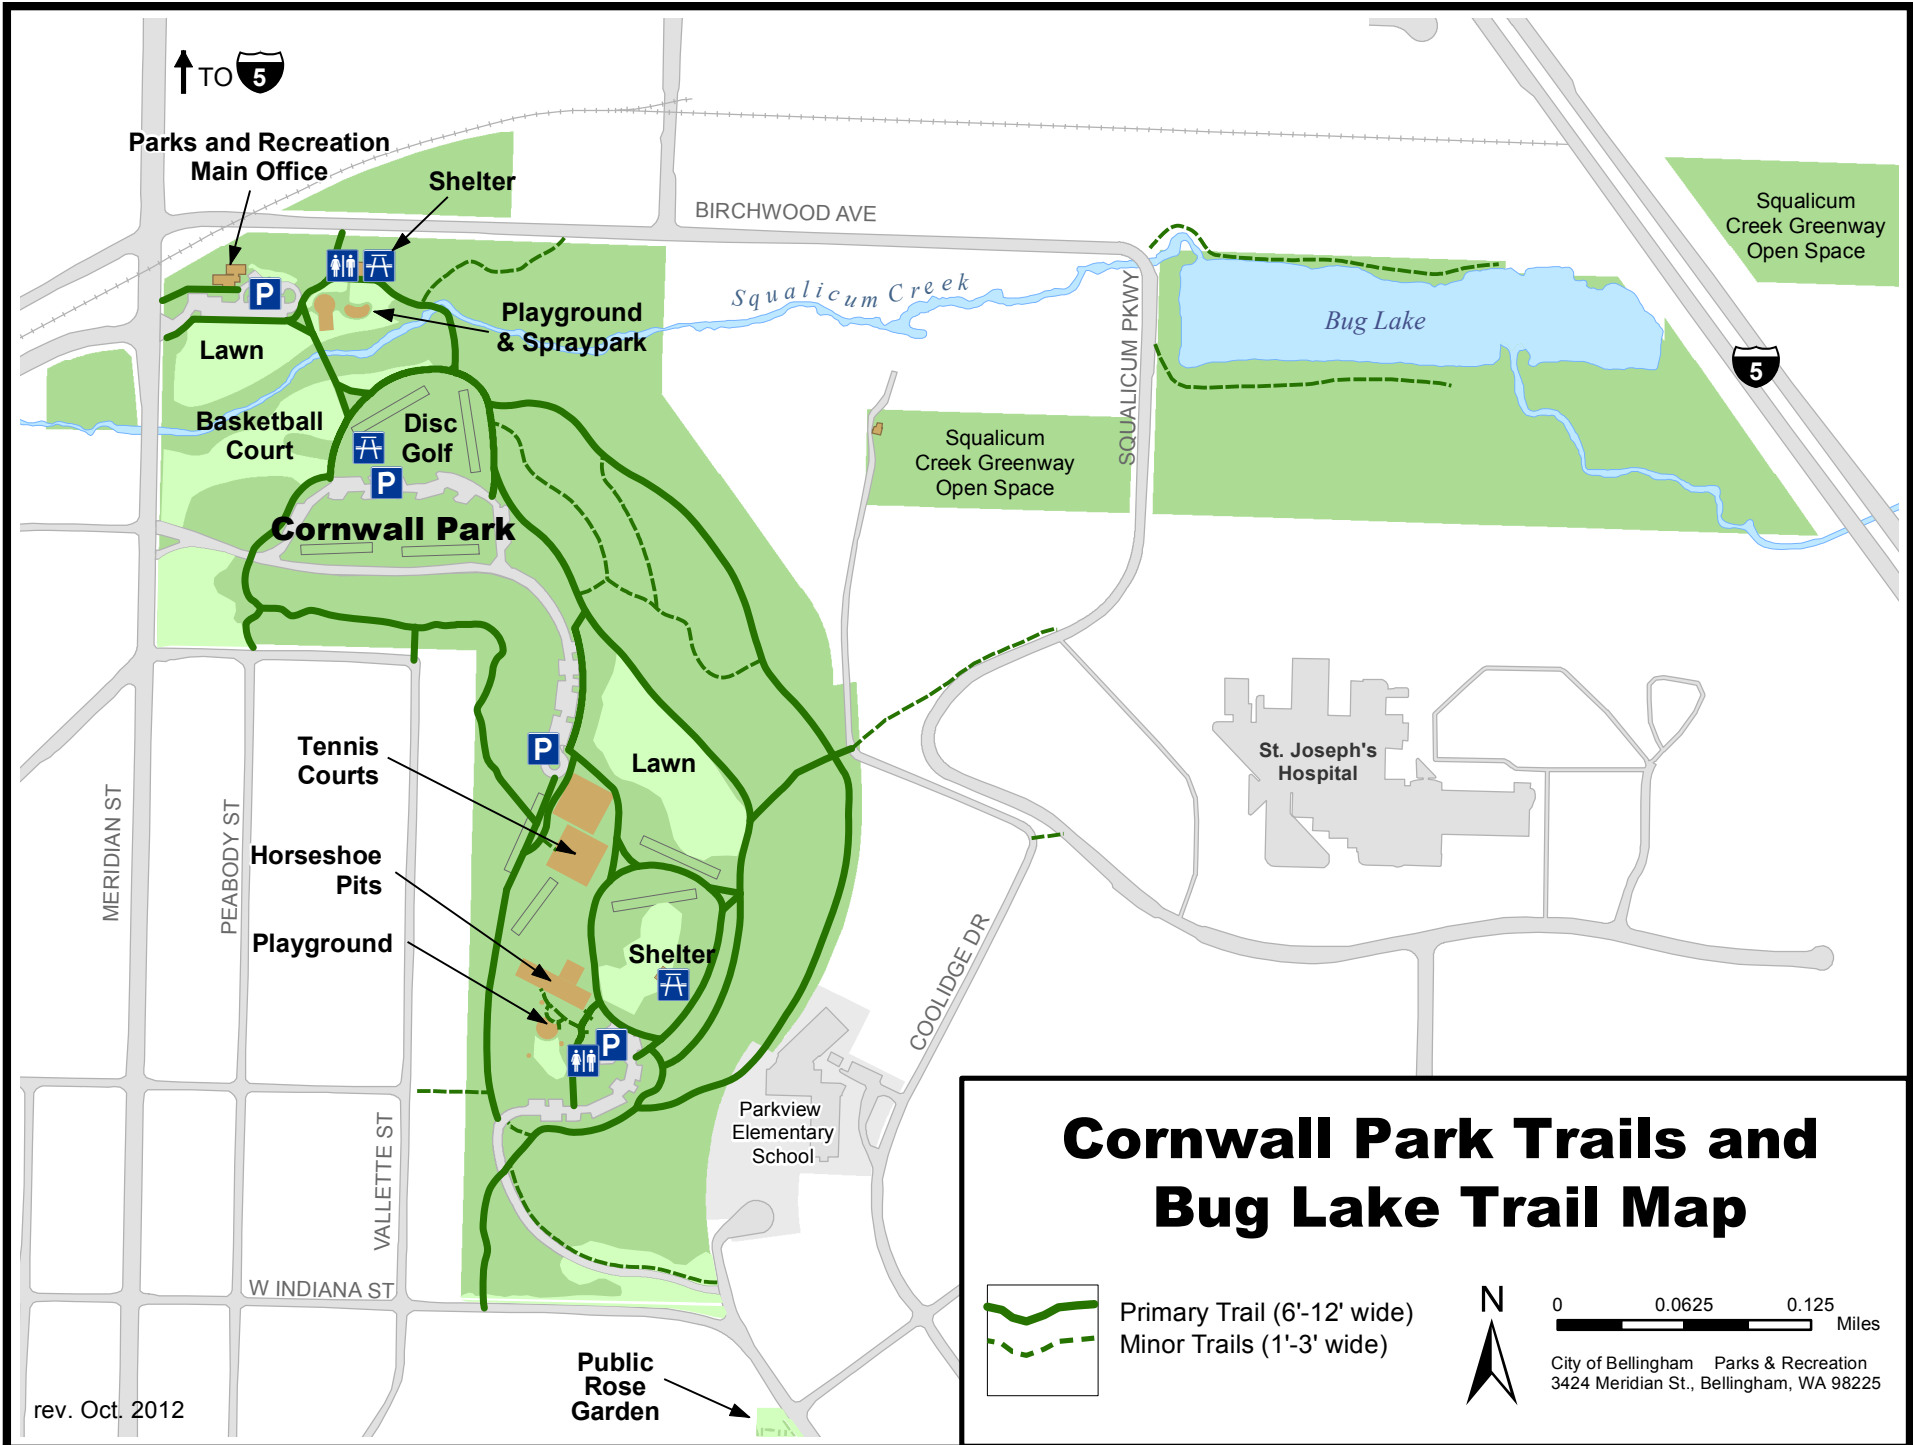 TO 5
Parks and Recreation
Main Office
Shelter
BIRCHWOOD AVE
Squalicum
Creek Greenway
Open Space
P
Playground
& Spraypark
Squalicum Creek
Bug Lake
SQUALICUM PKWY
5
Lawn
Basketball
Court
Disc
Golf
P
Squalicum
Creek Greenway
Open Space
Cornwall Park
Tennis
Courts
P
Lawn
St. Joseph's
Hospital
MERIDIAN ST
PEABODY ST
Horseshoe
Pits
Playground
Shelter
COOLIDGE DR
P
Parkview
Elementary
School
VALLETTE ST
W INDIANA ST
Public
Rose
Garden
rev. Oct. 2012
Cornwall Park Trails and
Bug Lake Trail Map
Primary Trail (6'-12' wide)
Minor Trails (1'-3' wide)
N
0 0.0625 0.125
Miles
City of Bellingham Parks & Recreation
3424 Meridian St., Bellingham, WA 98225